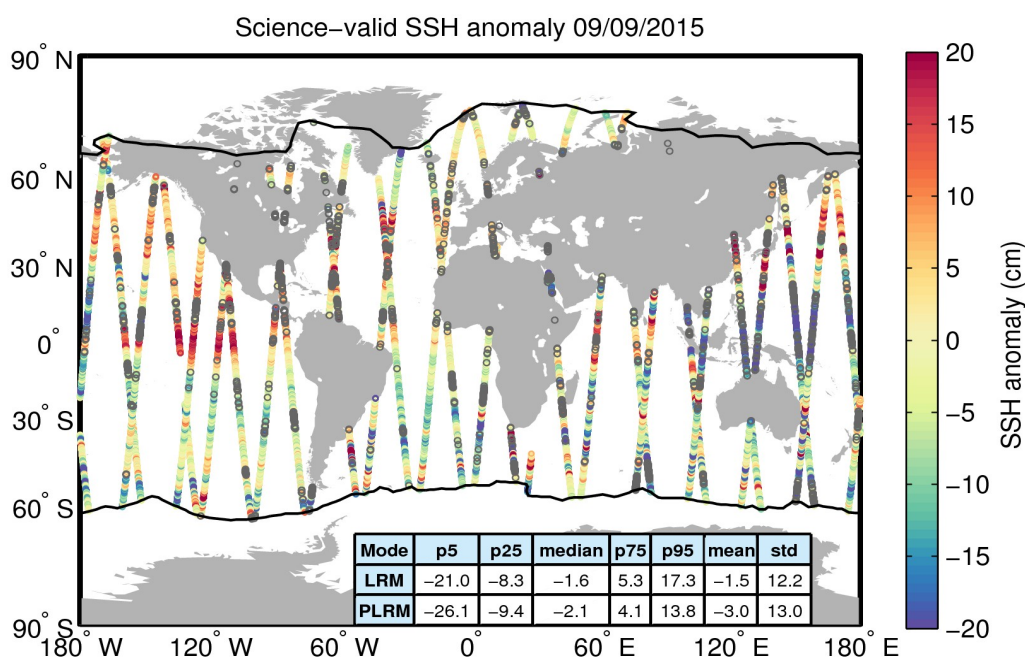 Science−valid SSH anomaly 09/09/2015
90° N
60° N
30° N
0°
30° S
60° S
90° S
180° W
120° W
60° W
0°
60° E
120° E
180° E
Mode p5 p25 median p75 p95 mean std
LRM −21.0 −8.3 −1.6 5.3 17.3 −1.5 12.2
PLRM −26.1 −9.4 −2.1 4.1 13.8 −3.0 13.0
20
15
10
5
0
−5
−10
−15
−20
SSH anomaly (cm)